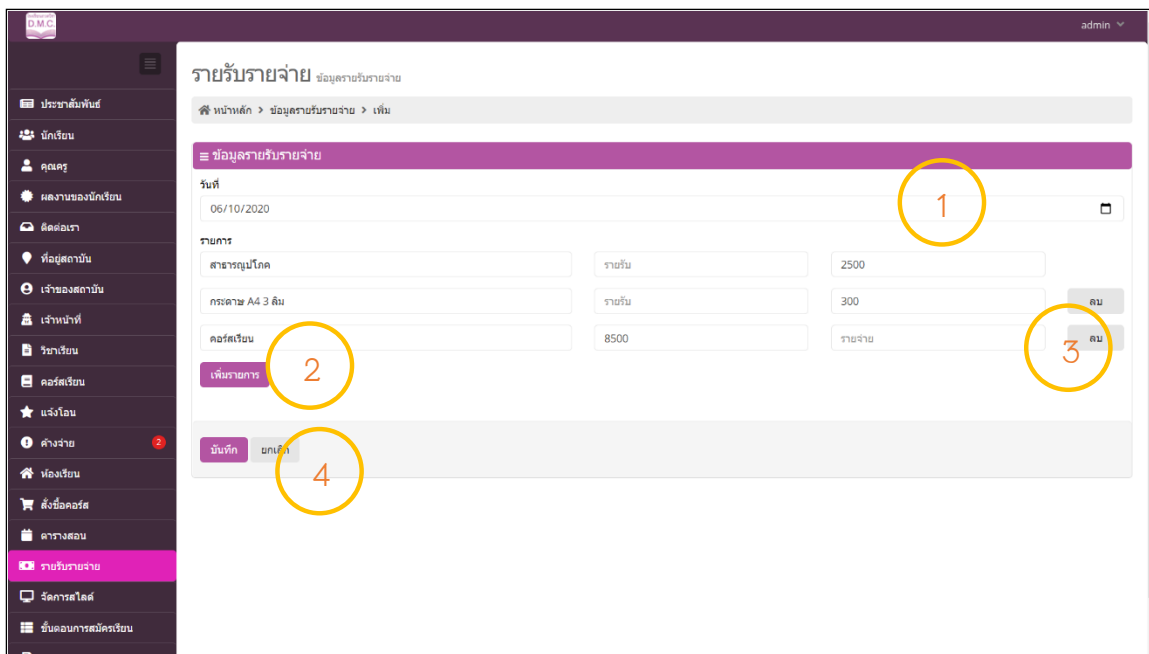 D.M.C.
admin
รายรับรายจ่าย ข้อมูลรายรับรายจ่าย
หน้าหลัก > ข้อมูลรายรับรายจ่าย > เพิ่ม
ประชาสัมพันธ์
นักเรียน
คุณครู
ผลงานของนักเรียน
ติดต่อเรา
ที่อยู่สถาบัน
เจ้าของสถาบัน
เจ้าหน้าที่
วิชาเรียน
คอร์สเรียน
แจ้งโอน
ค้างจ่าย 2
ห้องเรียน
สั่งซื้อคอร์ส
ตารางสอน
รายรับรายจ่าย
จัดการสไลด์
ขั้นตอนการสมัครเรียน
ข้อมูลรายรับรายจ่าย
วันที่
06/10/2020
1
รายการ
สาธารณูปโภค รายรับ 2500
กระดาษ A4 3 ลิม รายรับ 300 ลบ
คอร์สเรียน 8500 รายจ่าย ลบ
3
เพิ่มรายการ 2
บันทึก ยกเลิก
4